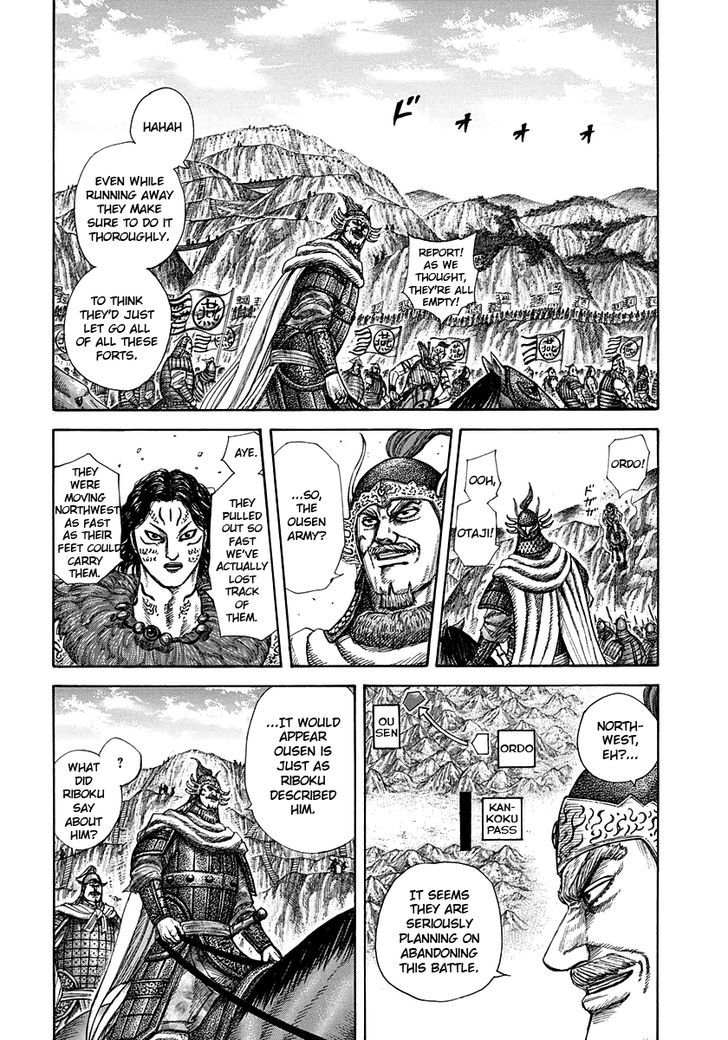 ドォォォ
REPORT!
AS WE
THOUGHT,
THEY'RE ALL
EMPTY!
HAHAH
EVEN WHILE
RUNNING AWAY
THEY MAKE
SURE TO DO IT
THOROUGHLY.
TO THINK
THEY'D JUST
LET GO ALL
OF ALL THESE
FORTS.
ORDO!
ドガガ
OOH,
OTAJI!
...SO,
THE
OUSEN
ARMY?
AYE.
THEY
PULLED
OUT SO
FAST
WE'VE
ACTUALLY
LOST
TRACK
OF
THEM.
THEY
WERE
MOVING
NORTHWEST
AS FAST
AS THEIR
FEET COULD
CARRY
THEM.
NORTH-
WEST,
EH?...
OU
SEN
ORDO
KAN-
KOKU
PASS
IT SEEMS
THEY ARE
SERIOUSLY
PLANNING ON
ABANDONING
THIS BATTLE.
...IT WOULD
APPEAR
OUSEN IS
JUST AS
RIBOKU
DESCRIBED
HIM.
?
WHAT
DID
RIBOKU
SAY
ABOUT
HIM?